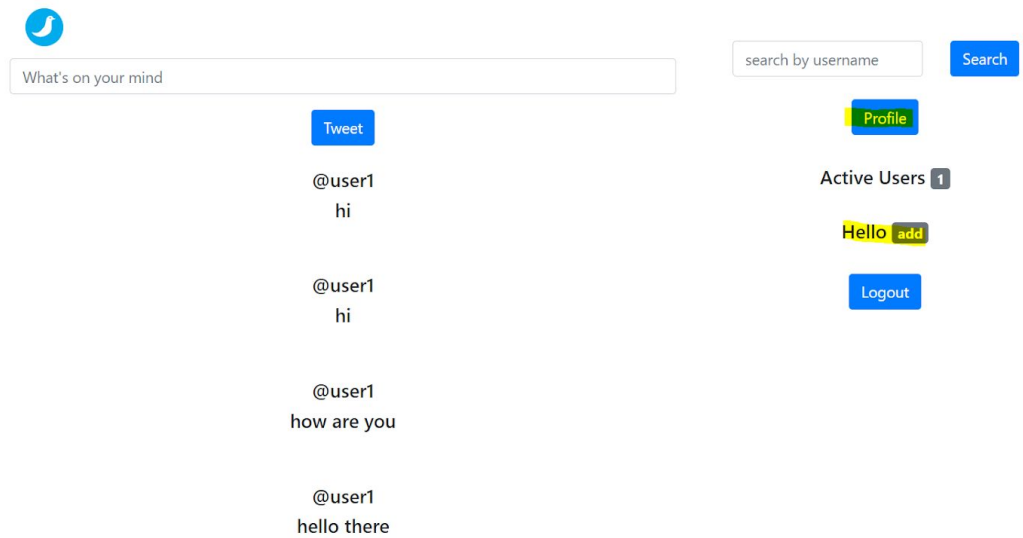 What's on your mind
Tweet
@user1
hi
@user1
hi
@user1
how are you
@user1
hello there
search by username Search
Profile
Active Users 1
Hello add
Logout